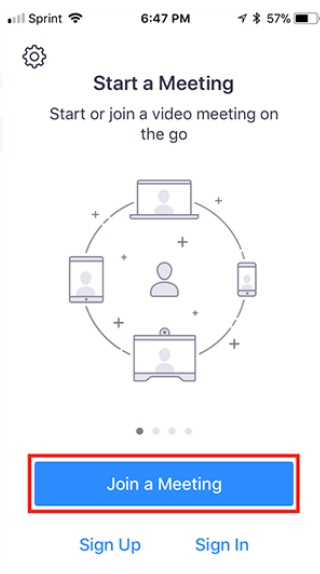 Sprint 6:47 PM 57%
Start a Meeting
Start or join a video meeting on
the go
Join a Meeting
Sign Up Sign In